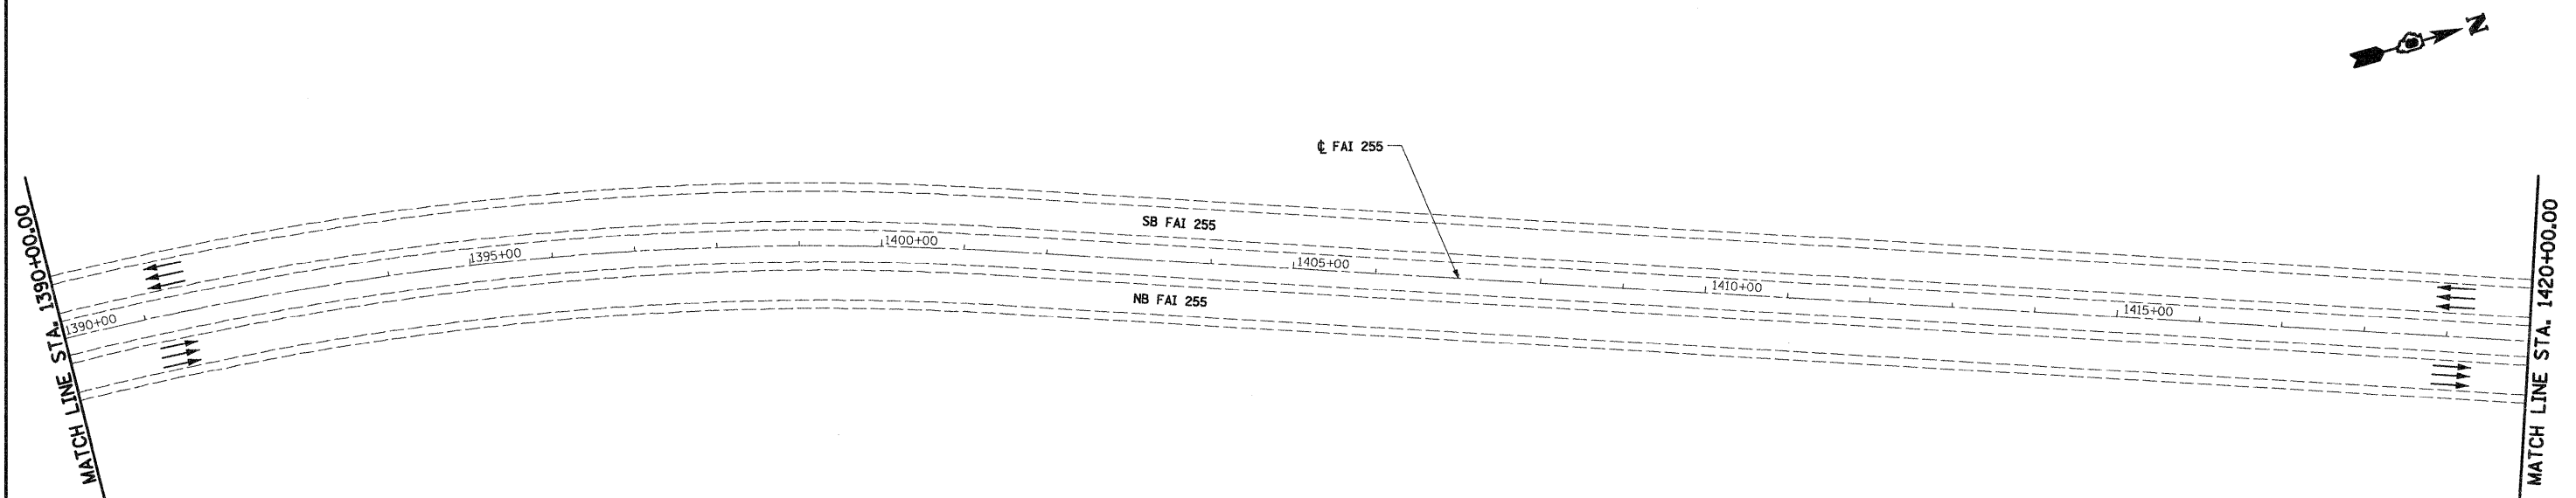 N
℄ FAI 255
MATCH LINE STA. 1390+00.00
SB FAI 255
1390+00
1395+00
1400+00
1405+00
1410+00
1415+00
NB FAI 255
MATCH LINE STA. 1420+00.00